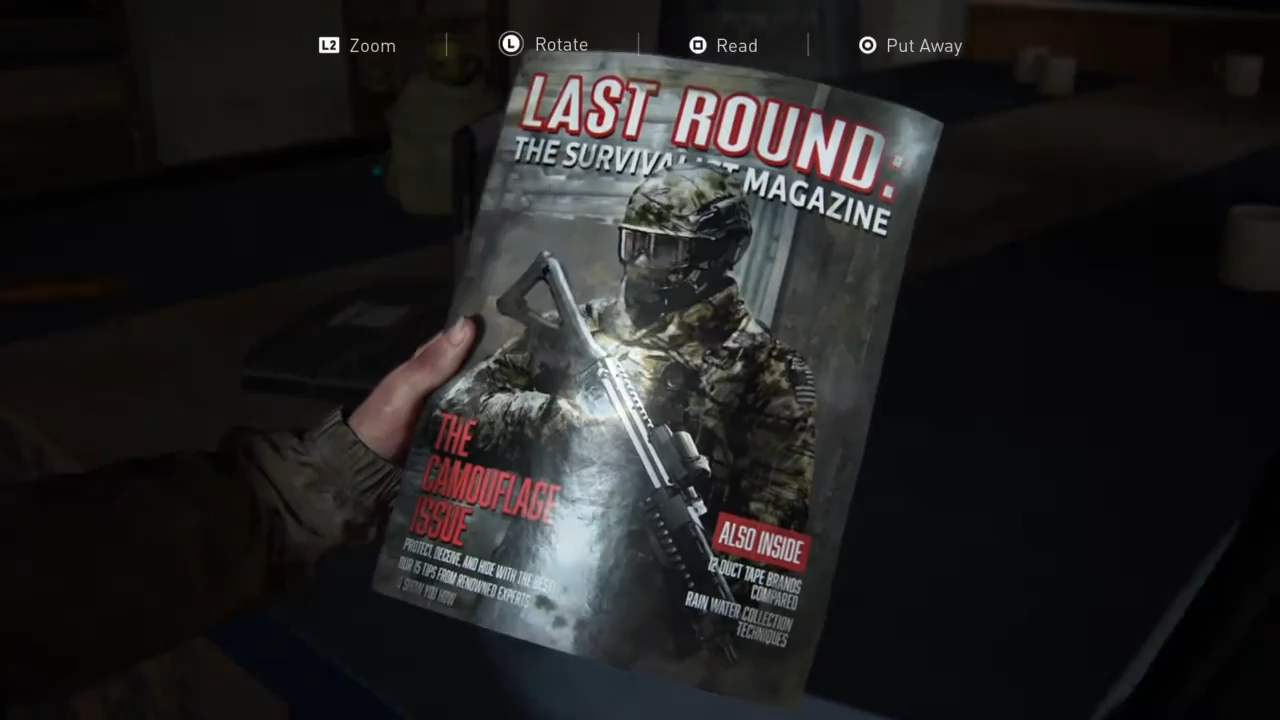 L2 Zoom
L Rotate
Read
Put Away
LAST ROUND:
THE SURVIVALIST MAGAZINE
THE
CAMOUFLAGE
ISSUE
PROTECT, DECEIVE, AND HIDE WITH THE BEST
OUR 15 TIPS FROM RENOWNED EXPERTS
SHOW YOU HOW
ALSO INSIDE
12 DUCT TAPE BRANDS
COMPARED
RAIN WATER COLLECTION
TECHNIQUES